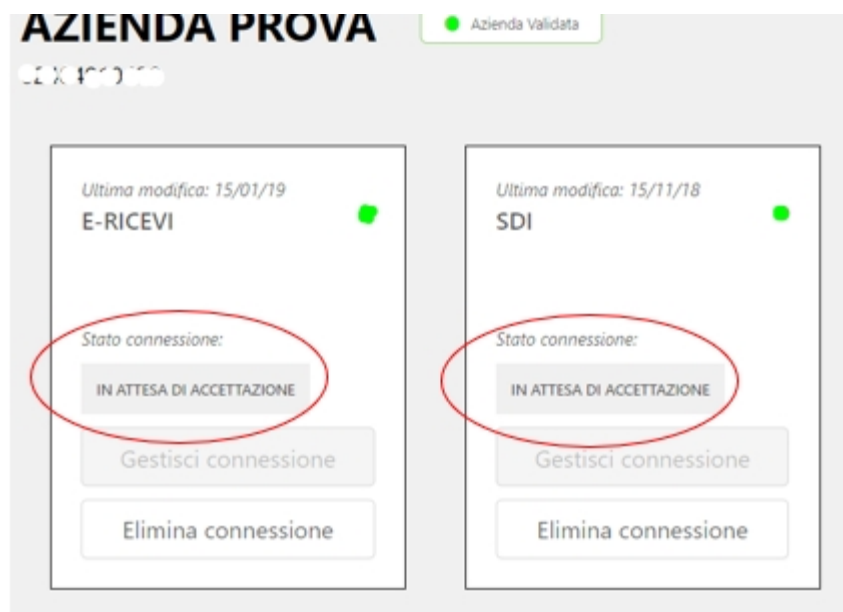 AZIENDA PROVA
Azienda Validata
Ultima modifica: 15/01/19
E-RICEVI
Stato connessione:
IN ATTESA DI ACCETTAZIONE
Gestisci connessione
Elimina connessione
Ultima modifica: 15/11/18
SDI
Stato connessione:
IN ATTESA DI ACCETTAZIONE
Gestisci connessione
Elimina connessione